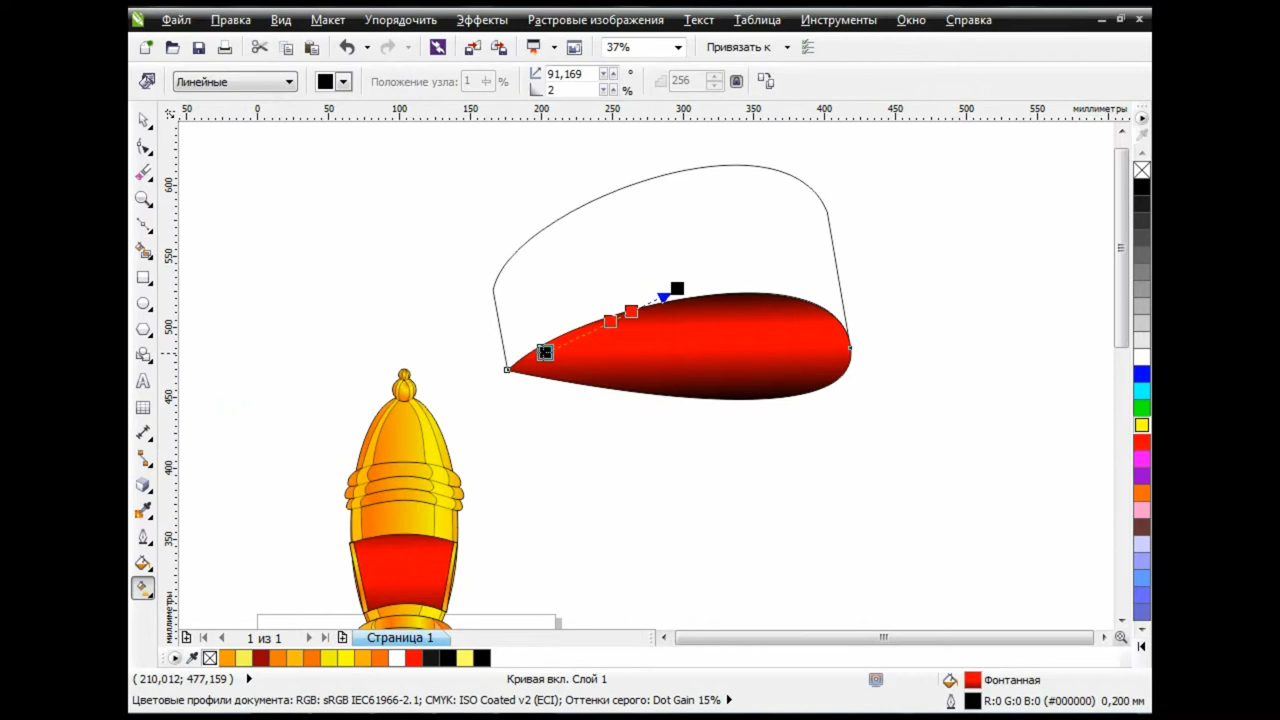 Файл Правка Вид Макет Упорядочить Эффекты Растровые изображения Текст Таблица Инструменты Окно Справка
37% Привязать к
Линейные Положение узла: 1 % 91,169 ° 256
2 %
50 0 50 100 150 200 250 300 350 400 450 500 550 миллиметры
600
550
500
450
400
350
миллиметры
1 из 1 Страница 1
( 210,012; 477,159 ) Кривая вкл. Слой 1 Фонтанная
Цветовые профили документа: RGB: sRGB IEC61966-2.1; CMYK: ISO Coated v2 (ECI); Оттенки серого: Dot Gain 15% R:0 G:0 B:0 (#000000) 0,200 мм